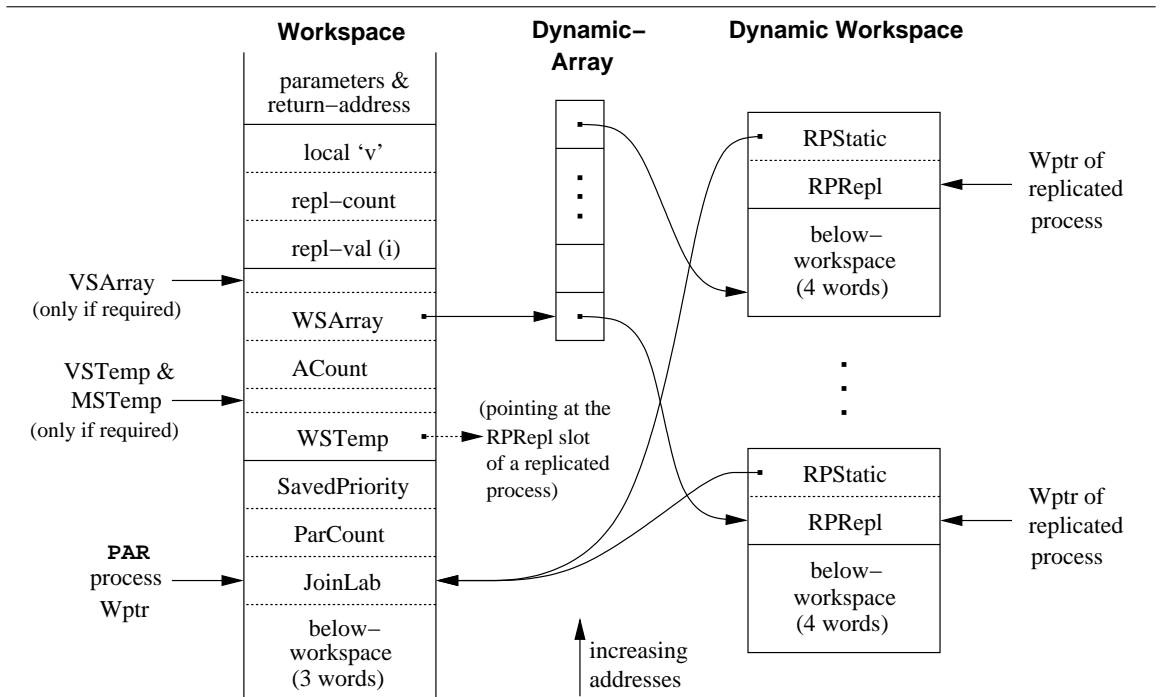 Workspace
Dynamic–
Array
Dynamic Workspace
parameters &
return–address
local ‘v’
repl–count
repl–val (i)
VSArray
(only if required)
WSArray
ACount
VSTemp &
MSTemp
(only if required)
WSTemp
(pointing at the
RPRepl slot
of a replicated
process)
SavedPriority
ParCount
PAR
process
Wptr
JoinLab
below–
workspace
(3 words)
increasing
addresses
RPStatic
RPRepl
below–
workspace
(4 words)
Wptr of
replicated
process
RPStatic
RPRepl
below–
workspace
(4 words)
Wptr of
replicated
process